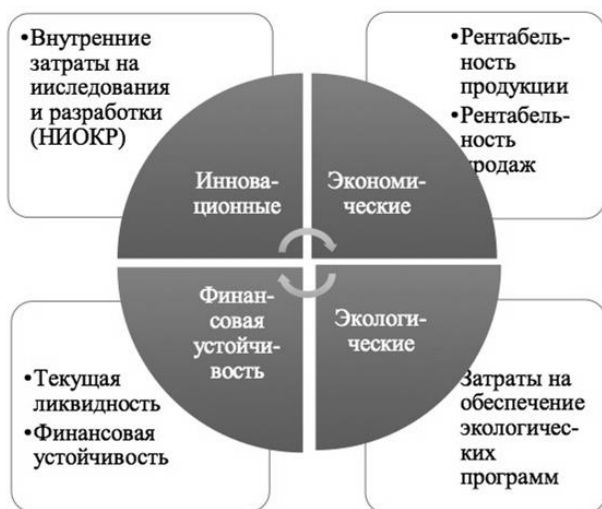 •Внутренние
затраты на
ииследования
и разработки
(НИОКР)
•Рентабель-
ность
продукции
•Рентабель-
ность
продаж
Иннова-
ционные
Экономи-
ческие
Финан-
совая
устойчи-
вость
Экологи-
ческие
•Текущая
ликвидность
•Финансовая
устойчивость
Затраты на
обеспечение
экологичес-
ких
программ